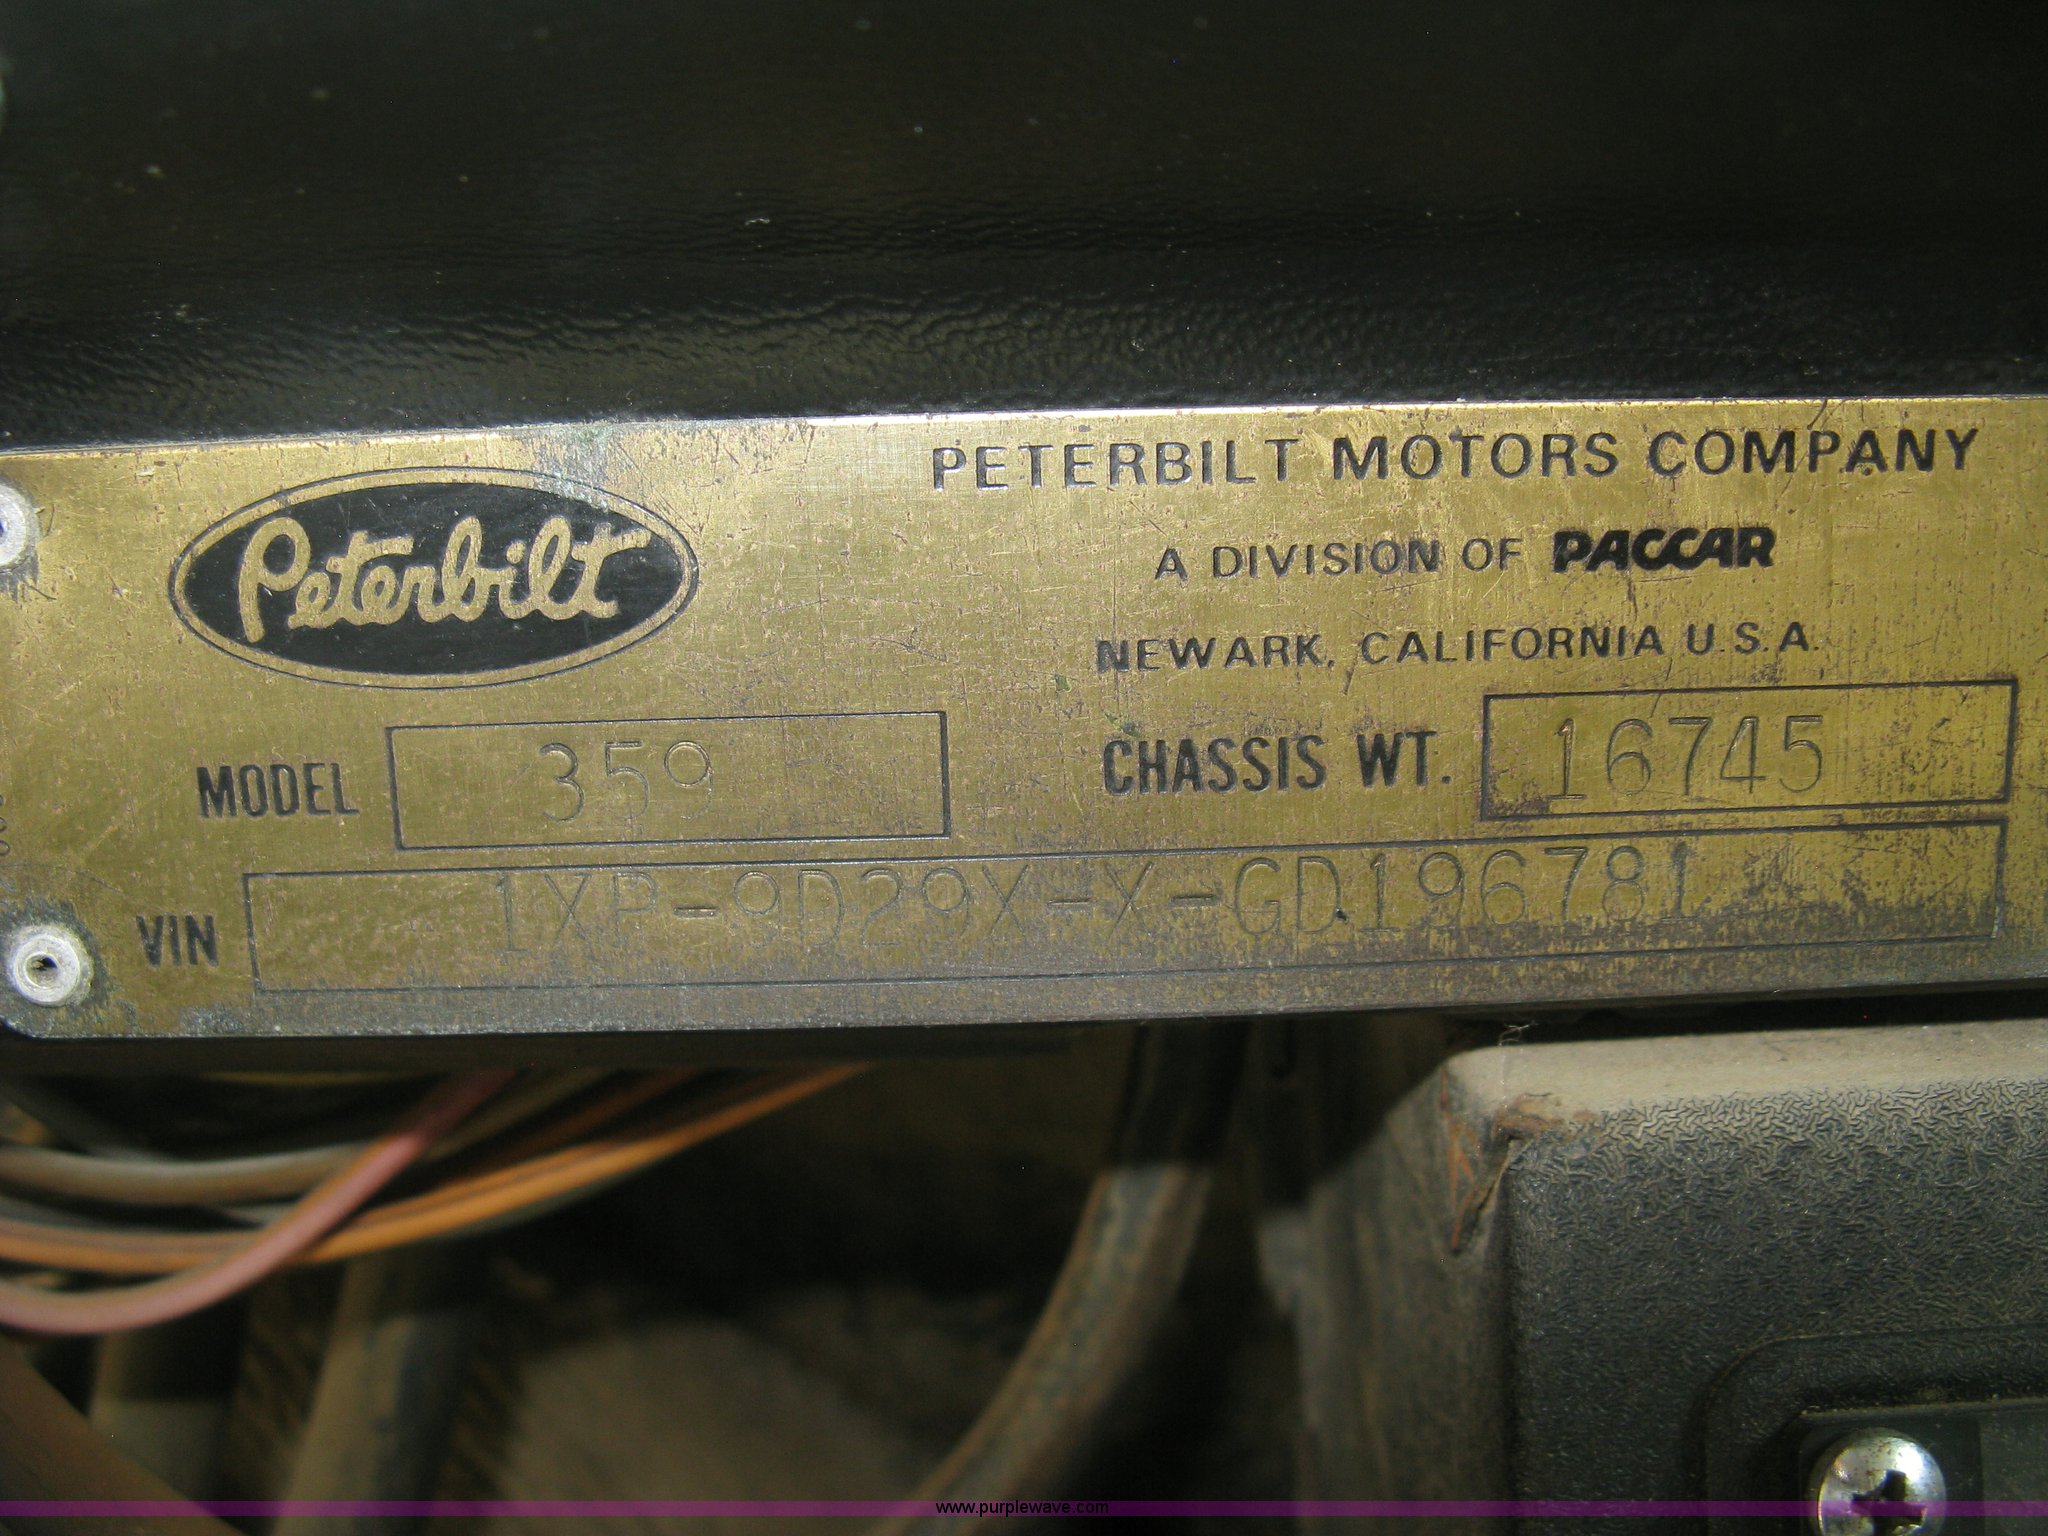 Peterbilt
PETERBILT MOTORS COMPANY
A DIVISION OF PACCAR
NEWARK, CALIFORNIA U.S.A.
MODEL 359
CHASSIS WT. 16745
VIN 1XP-9D29X-X-GD196781
www.purplewave.com